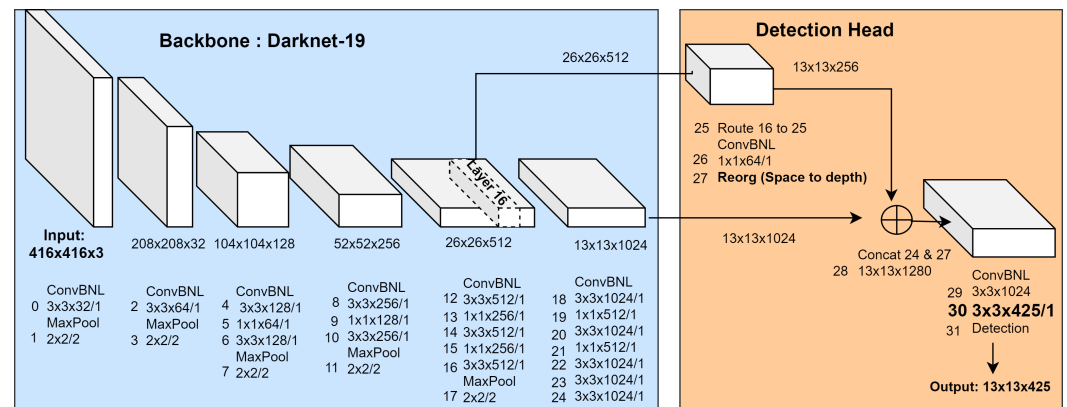 Backbone : Darknet-19
Detection Head
26x26x512
13x13x256
Layer 16
25 Route 16 to 25
ConvBNL
26 1x1x64/1
27 Reorg (Space to depth)
Input:
416x416x3
208x208x32
104x104x128
52x52x256
26x26x512
13x13x1024
13x13x1024
Concat 24 & 27
28 13x13x1280
ConvBNL
0 3x3x32/1
MaxPool
1 2x2/2
ConvBNL
2 3x3x64/1
MaxPool
3 2x2/2
ConvBNL
4 3x3x128/1
5 1x1x64/1
6 3x3x128/1
MaxPool
7 2x2/2
ConvBNL
8 3x3x256/1
9 1x1x128/1
10 3x3x256/1
MaxPool
11 2x2/2
ConvBNL
12 3x3x512/1
13 1x1x256/1
14 3x3x512/1
15 1x1x256/1
16 3x3x512/1
MaxPool
17 2x2/2
ConvBNL
18 3x3x1024/1
19 1x1x512/1
20 3x3x1024/1
21 1x1x512/1
22 3x3x1024/1
23 3x3x1024/1
24 3x3x1024/1
ConvBNL
29 3x3x1024
30 3x3x425/1
31 Detection
Output: 13x13x425